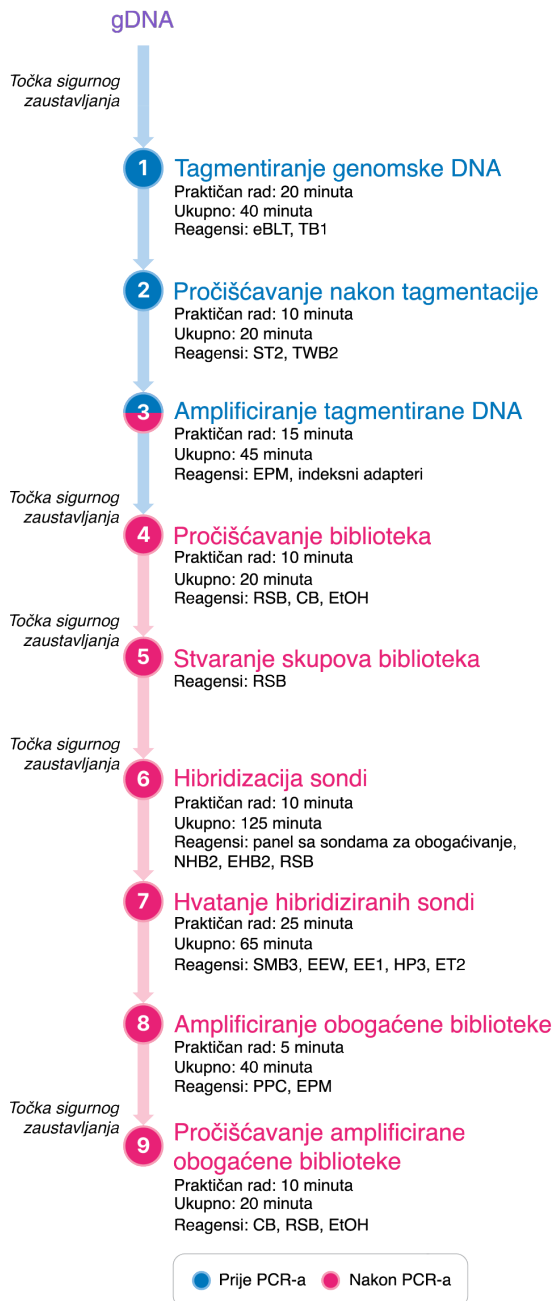 gDNA
Točka sigurnog
zaustavljanja
1
Tagmentiranje genomske DNA
Praktičan rad: 20 minuta
Ukupno: 40 minuta
Reagensi: eBLT, TB1
2
Pročišćavanje nakon tagmentacije
Praktičan rad: 10 minuta
Ukupno: 20 minuta
Reagensi: ST2, TWB2
3
Amplificiranje tagmentirane DNA
Praktičan rad: 15 minuta
Ukupno: 45 minuta
Reagensi: EPM, indeksni adapteri
Točka sigurnog
zaustavljanja
4
Pročišćavanje biblioteka
Praktičan rad: 10 minuta
Ukupno: 20 minuta
Reagensi: RSB, CB, EtOH
Točka sigurnog
zaustavljanja
5
Stvaranje skupova biblioteka
Reagensi: RSB
Točka sigurnog
zaustavljanja
6
Hibridizacija sondi
Praktičan rad: 10 minuta
Ukupno: 125 minuta
Reagensi: panel sa sondama za obogaćivanje,
NHB2, EHB2, RSB
7
Hvatanje hibridiziranih sondi
Praktičan rad: 25 minuta
Ukupno: 65 minuta
Reagensi: SMB3, EEW, EE1, HP3, ET2
8
Amplificiranje obogaćene biblioteke
Praktičan rad: 5 minuta
Ukupno: 40 minuta
Reagensi: PPC, EPM
Točka sigurnog
zaustavljanja
9
Pročišćavanje amplificirane
obogaćene biblioteke
Praktičan rad: 10 minuta
Ukupno: 20 minuta
Reagensi: CB, RSB, EtOH
Prije PCR-a
Nakon PCR-a